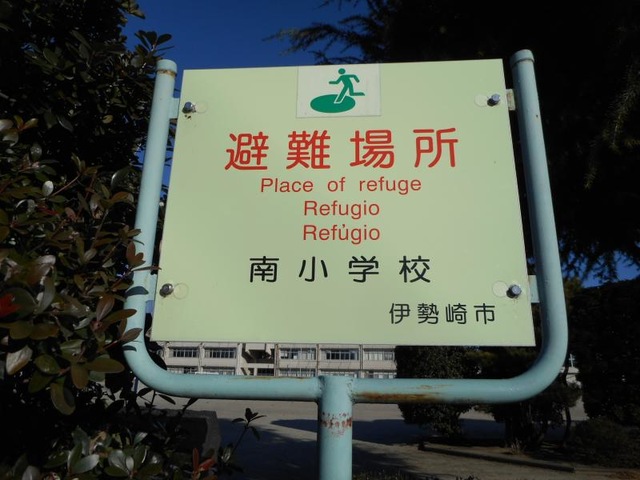 避難場所
Place of refuge
Refugio
Refúgio
南小学校
伊勢崎市